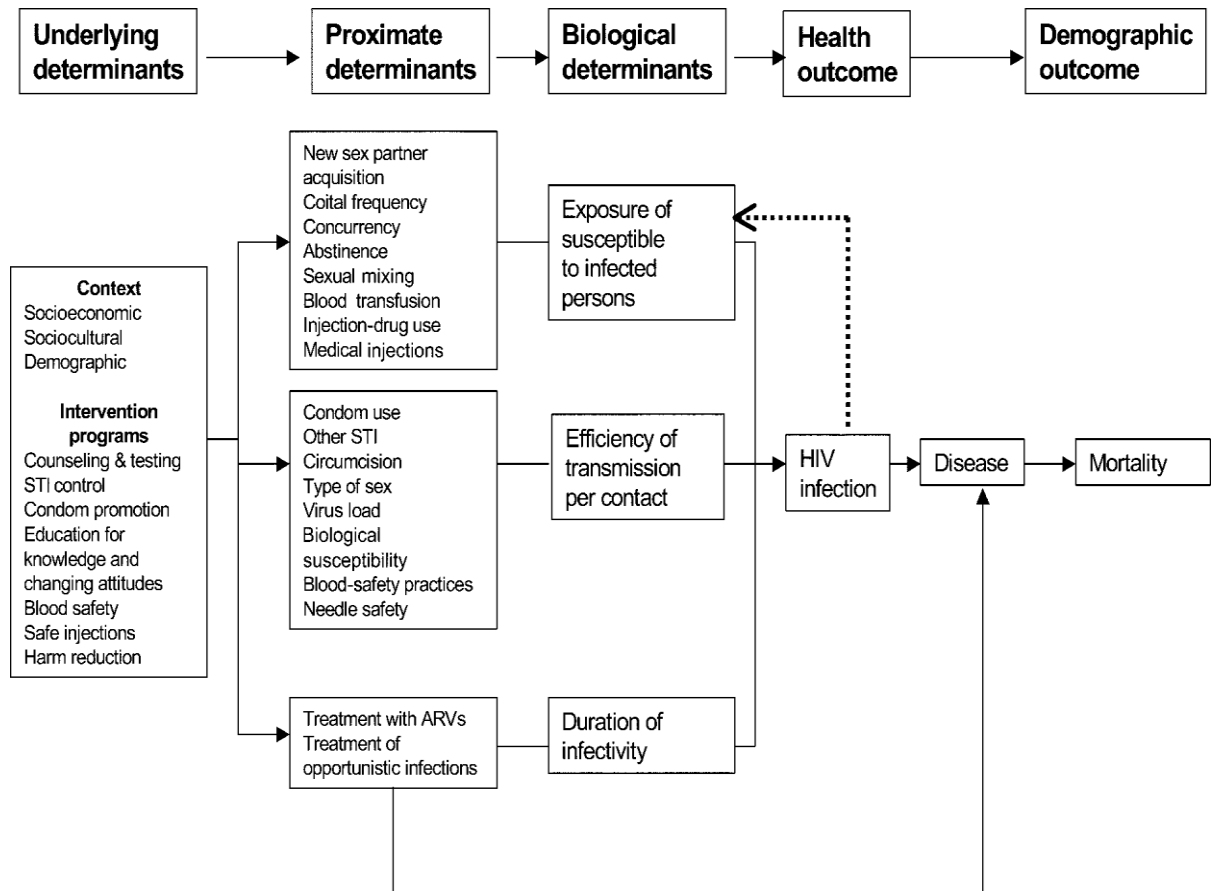 Underlying
determinants
Proximate
determinants
Biological
determinants
Health
outcome
Demographic
outcome
Context
Socioeconomic
Sociocultural
Demographic
Intervention
programs
Counseling & testing
STI control
Condom promotion
Education for
knowledge and
changing attitudes
Blood safety
Safe injections
Harm reduction
New sex partner
acquisition
Coital frequency
Concurrency
Abstinence
Sexual mixing
Blood transfusion
Injection-drug use
Medical injections
Condom use
Other STI
Circumcision
Type of sex
Virus load
Biological
susceptibility
Blood-safety practices
Needle safety
Treatment with ARVs
Treatment of
opportunistic infections
Exposure of
susceptible
to infected
persons
Efficiency of
transmission
per contact
Duration of
infectivity
HIV
infection
Disease
Mortality